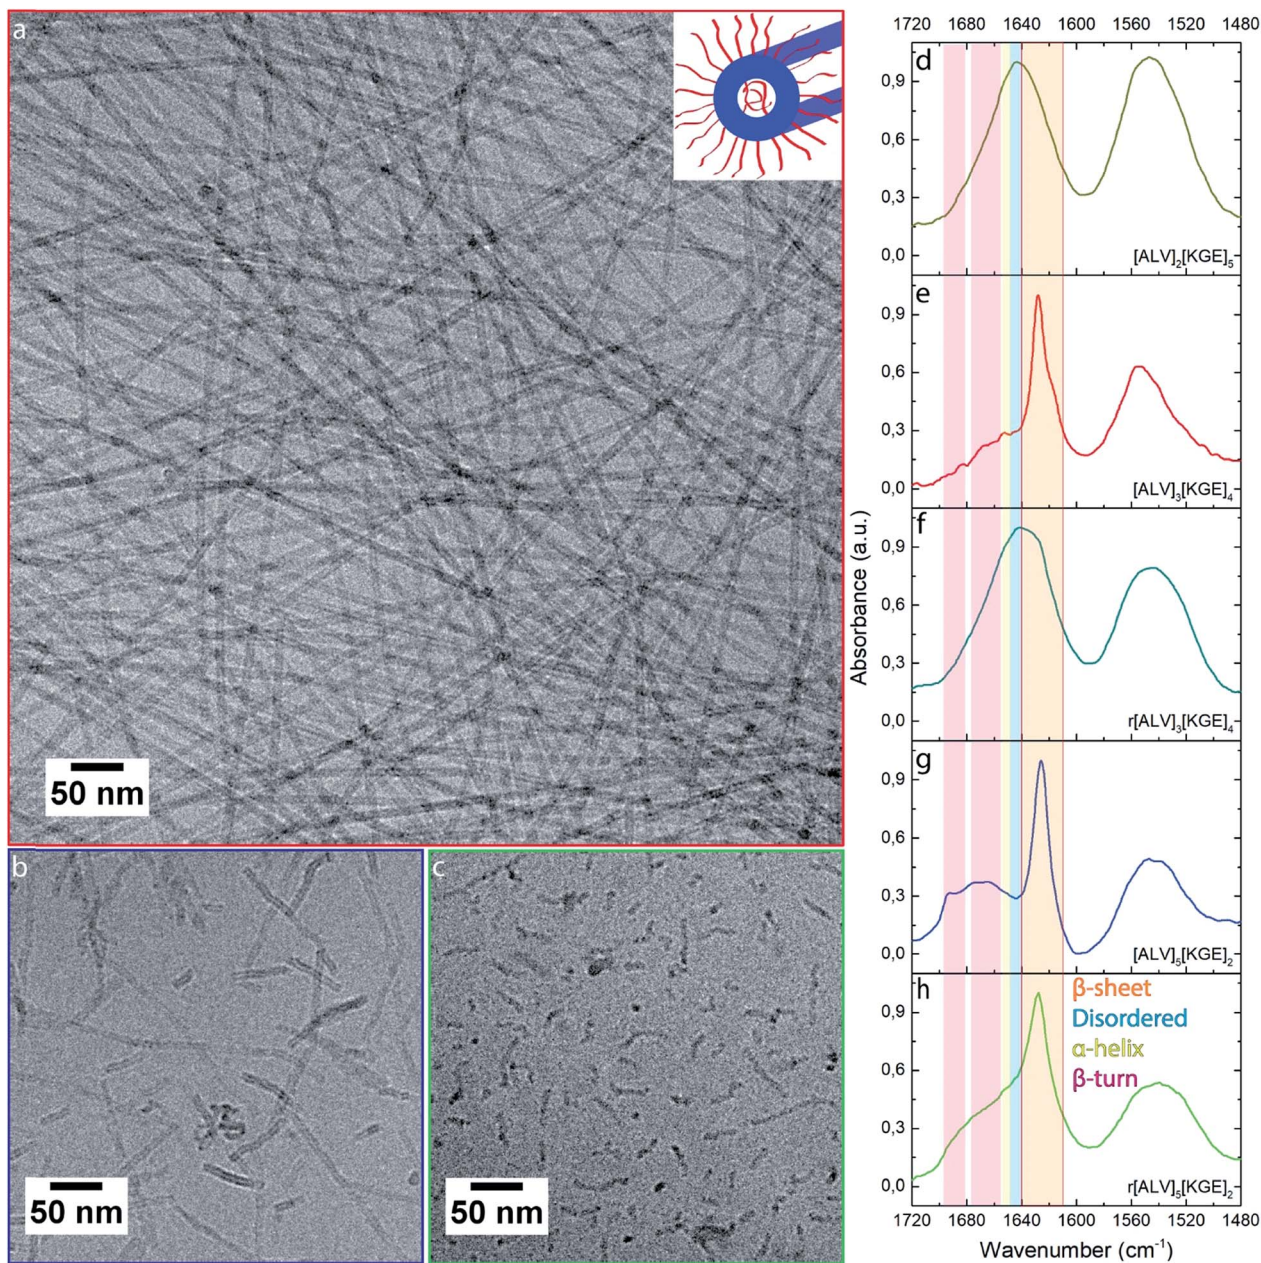 a
50 nm
b
50 nm
c
50 nm
1720 1680 1640 1600 1560 1520 1480
d
0,9
0,6
0,3
0,0
[ALV]₂[KGE]₅
e
0,9
0,6
0,3
0,0
[ALV]₃[KGE]₄
f
0,9
0,6
0,3
0,0
r[ALV]₃[KGE]₄
g
0,9
0,6
0,3
0,0
[ALV]₅[KGE]₂
h
β-sheet
Disordered
α-helix
β-turn
0,9
0,6
0,3
0,0
r[ALV]₅[KGE]₂
1720 1680 1640 1600 1560 1520 1480
Wavenumber (cm⁻¹)
Absorbance (a.u.)